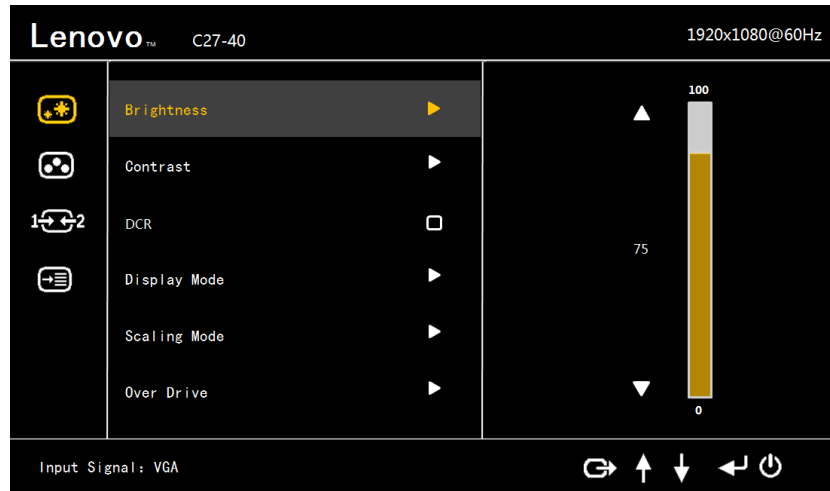 Lenovo™ C27-40 1920x1080@60Hz
Brightness
Contrast
DCR
Display Mode
Scaling Mode
Over Drive
100
75
0
1 2
Input Signal: VGA